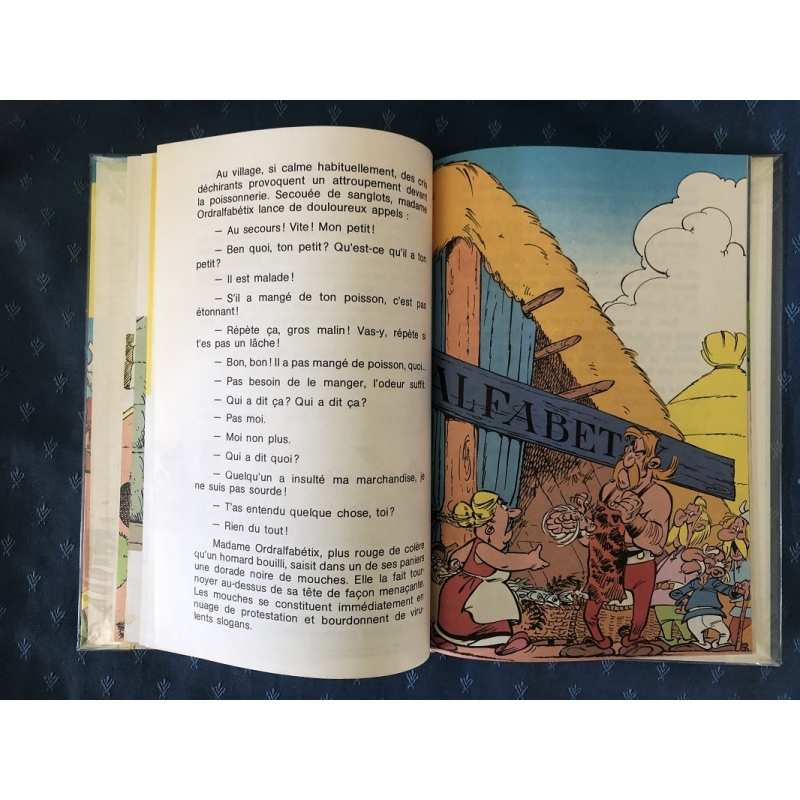 Au village, si calme habituellement, des cris
déchirants provoquent un attroupement devant
la poissonnerie. Secouée de sanglots, madame
Ordralfabétix lance de douloureux appels :
— Au secours! Vite! Mon petit!
— Ben quoi, ton petit? Qu'est-ce qu'il a ton
petit?
— Il est malade!
— S'il a mangé de ton poisson, c'est pas
étonnant!
— Répète ça, gros malin! Vas-y, répète si
t'es pas un lâche!
— Bon, bon! Il a pas mangé de poisson, quoi...
— Pas besoin de le manger, l'odeur suffit.
— Qui a dit ça? Qui a dit ça?
— Pas moi.
— Moi non plus.
— Qui a dit quoi?
— Quelqu'un a insulté ma marchandise, je
ne suis pas sourde!
— T'as entendu quelque chose, toi?
— Rien du tout!
Madame Ordralfabétix, plus rouge de colère
qu'un homard bouilli, saisit dans un de ses paniers
une dorade noire de mouches. Elle la fait tour-
noyer au-dessus de sa tête de façon menaçante.
Les mouches se constituent immédiatement en
nuage de protestation et bourdonnent de viru-
lents slogans.
ALFABETIX